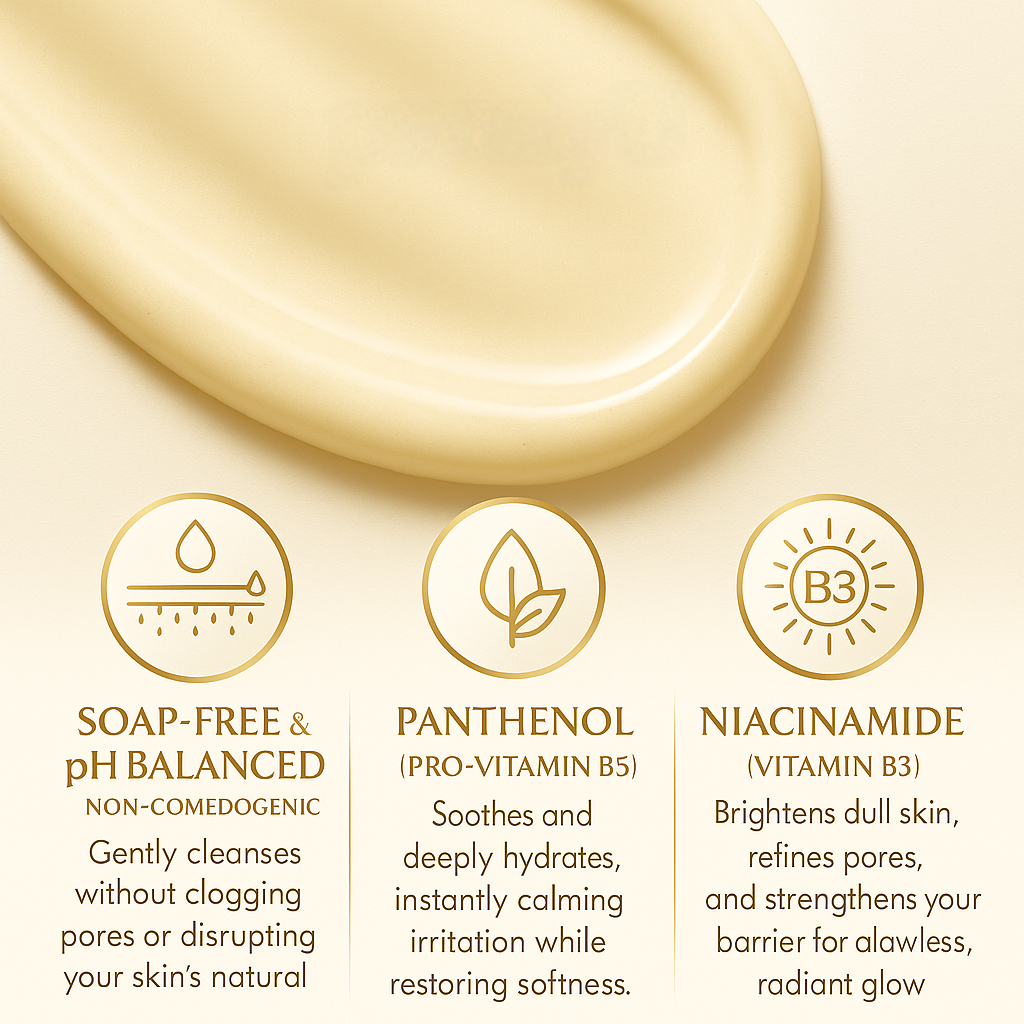 B3
SOAP-FREE &
pH BALANCED
NON-COMEDOGENIC
Gently cleanses
without clogging
pores or disrupting
your skin's natural
PANTHENOL
(PRO-VITAMIN B5)
Soothes and
deeply hydrates,
instantly calming
irritation while
restoring softness.
NIACINAMIDE
(VITAMIN B3)
Brightens dull skin,
refines pores,
and strengthens your
barrier for alawless,
radiant glow